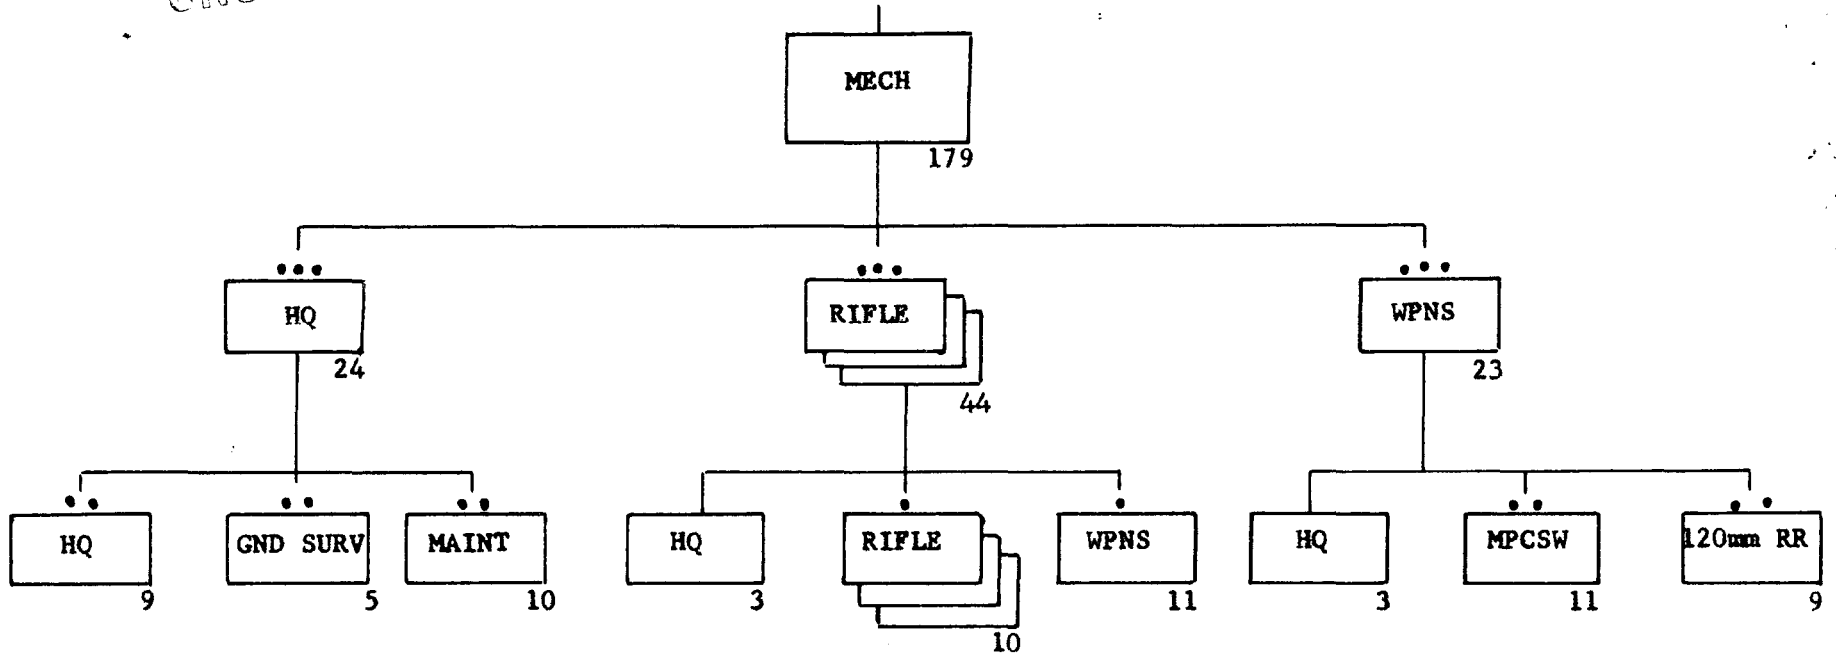 MECH
179
HQ
24
RIFLE
44
WPNS
23
HQ
9
GND SURV
5
MAINT
10
HQ
3
RIFLE
10
WPNS
11
HQ
3
MPCSW
11
120mm RR
9